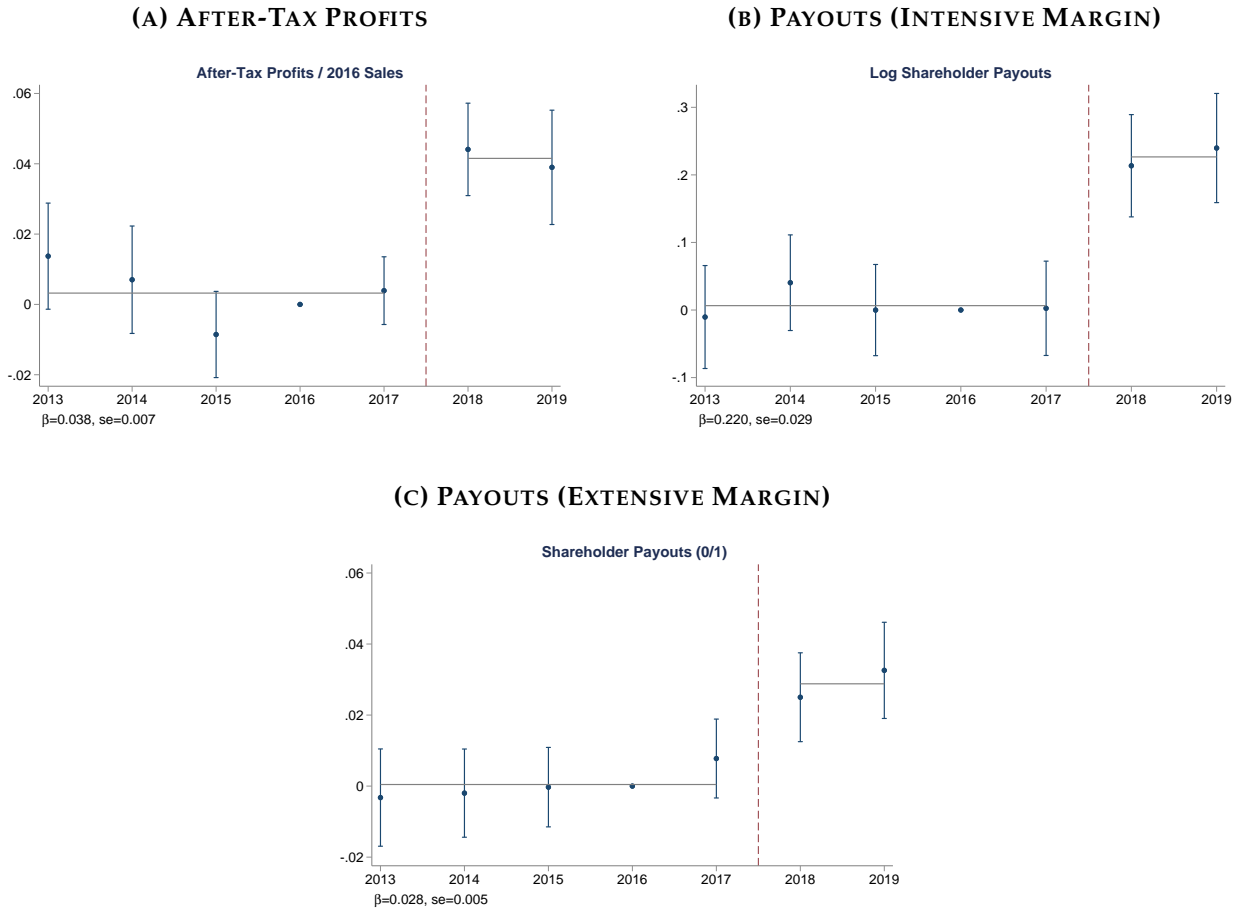 (A) AFTER-TAX PROFITS
After-Tax Profits / 2016 Sales
.06
.04
.02
0
-.02
2013 2014 2015 2016 2017 2018 2019
β=0.038, se=0.007
(B) PAYOUTS (INTENSIVE MARGIN)
Log Shareholder Payouts
.3
.2
.1
0
-.1
2013 2014 2015 2016 2017 2018 2019
β=0.220, se=0.029
(C) PAYOUTS (EXTENSIVE MARGIN)
Shareholder Payouts (0/1)
.06
.04
.02
0
-.02
2013 2014 2015 2016 2017 2018 2019
β=0.028, se=0.005